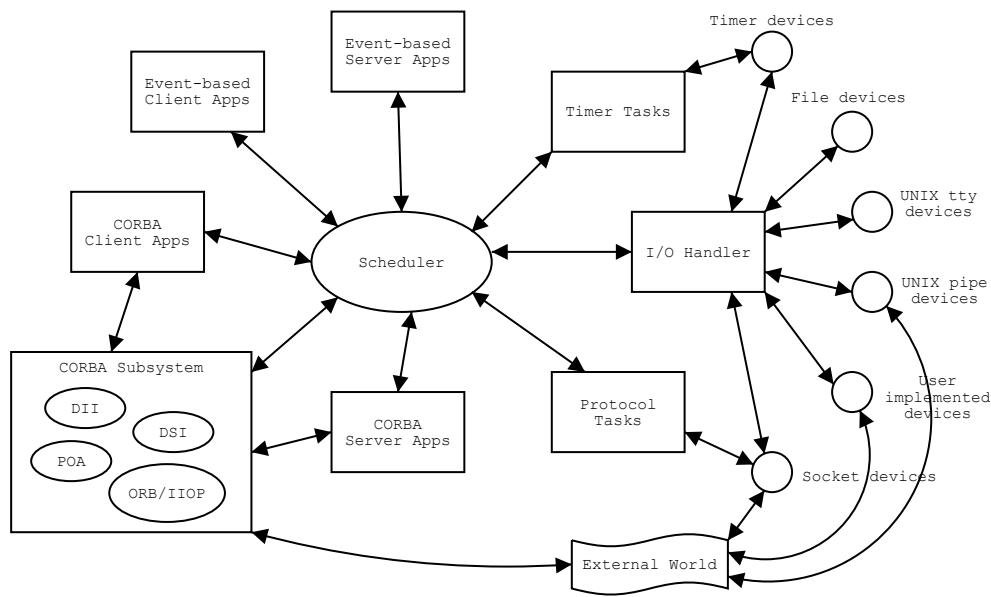 Timer devices
Event-based
Server Apps
Event-based
Client Apps
File devices
Timer Tasks
UNIX tty
devices
CORBA
Client Apps
Scheduler
I/O Handler
UNIX pipe
devices
CORBA Subsystem
DII
DSI
POA
ORB/IIOP
CORBA
Server Apps
Protocol
Tasks
User
implemented
devices
Socket devices
External World